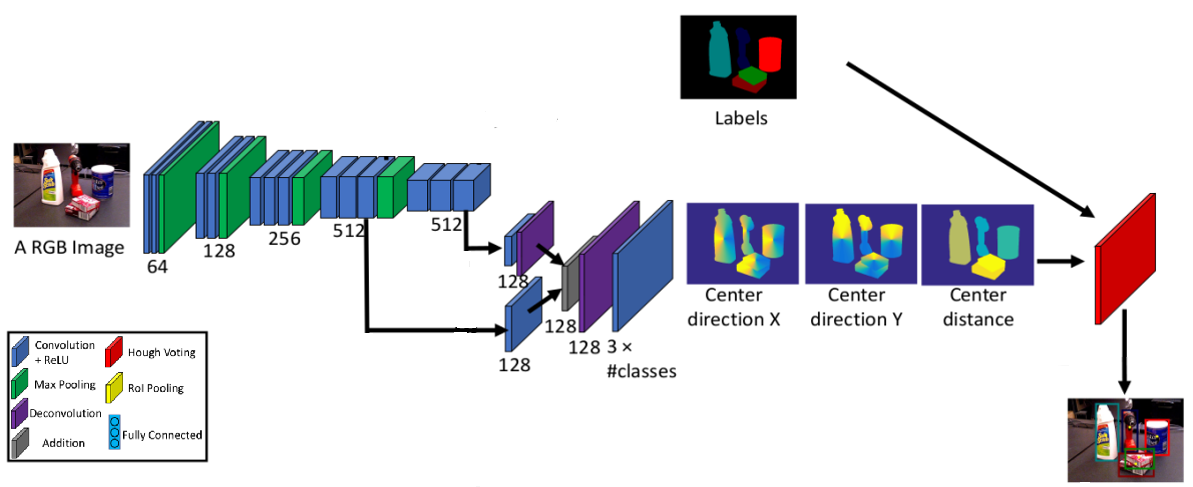 Labels
A RGB Image
64
128
256
512
512
128
128
128
128
3 ×
#classes
Center
direction X
Center
direction Y
Center
distance
Convolution
+ ReLU
Hough Voting
Max Pooling
RoI Pooling
Deconvolution
Addition
Fully Connected